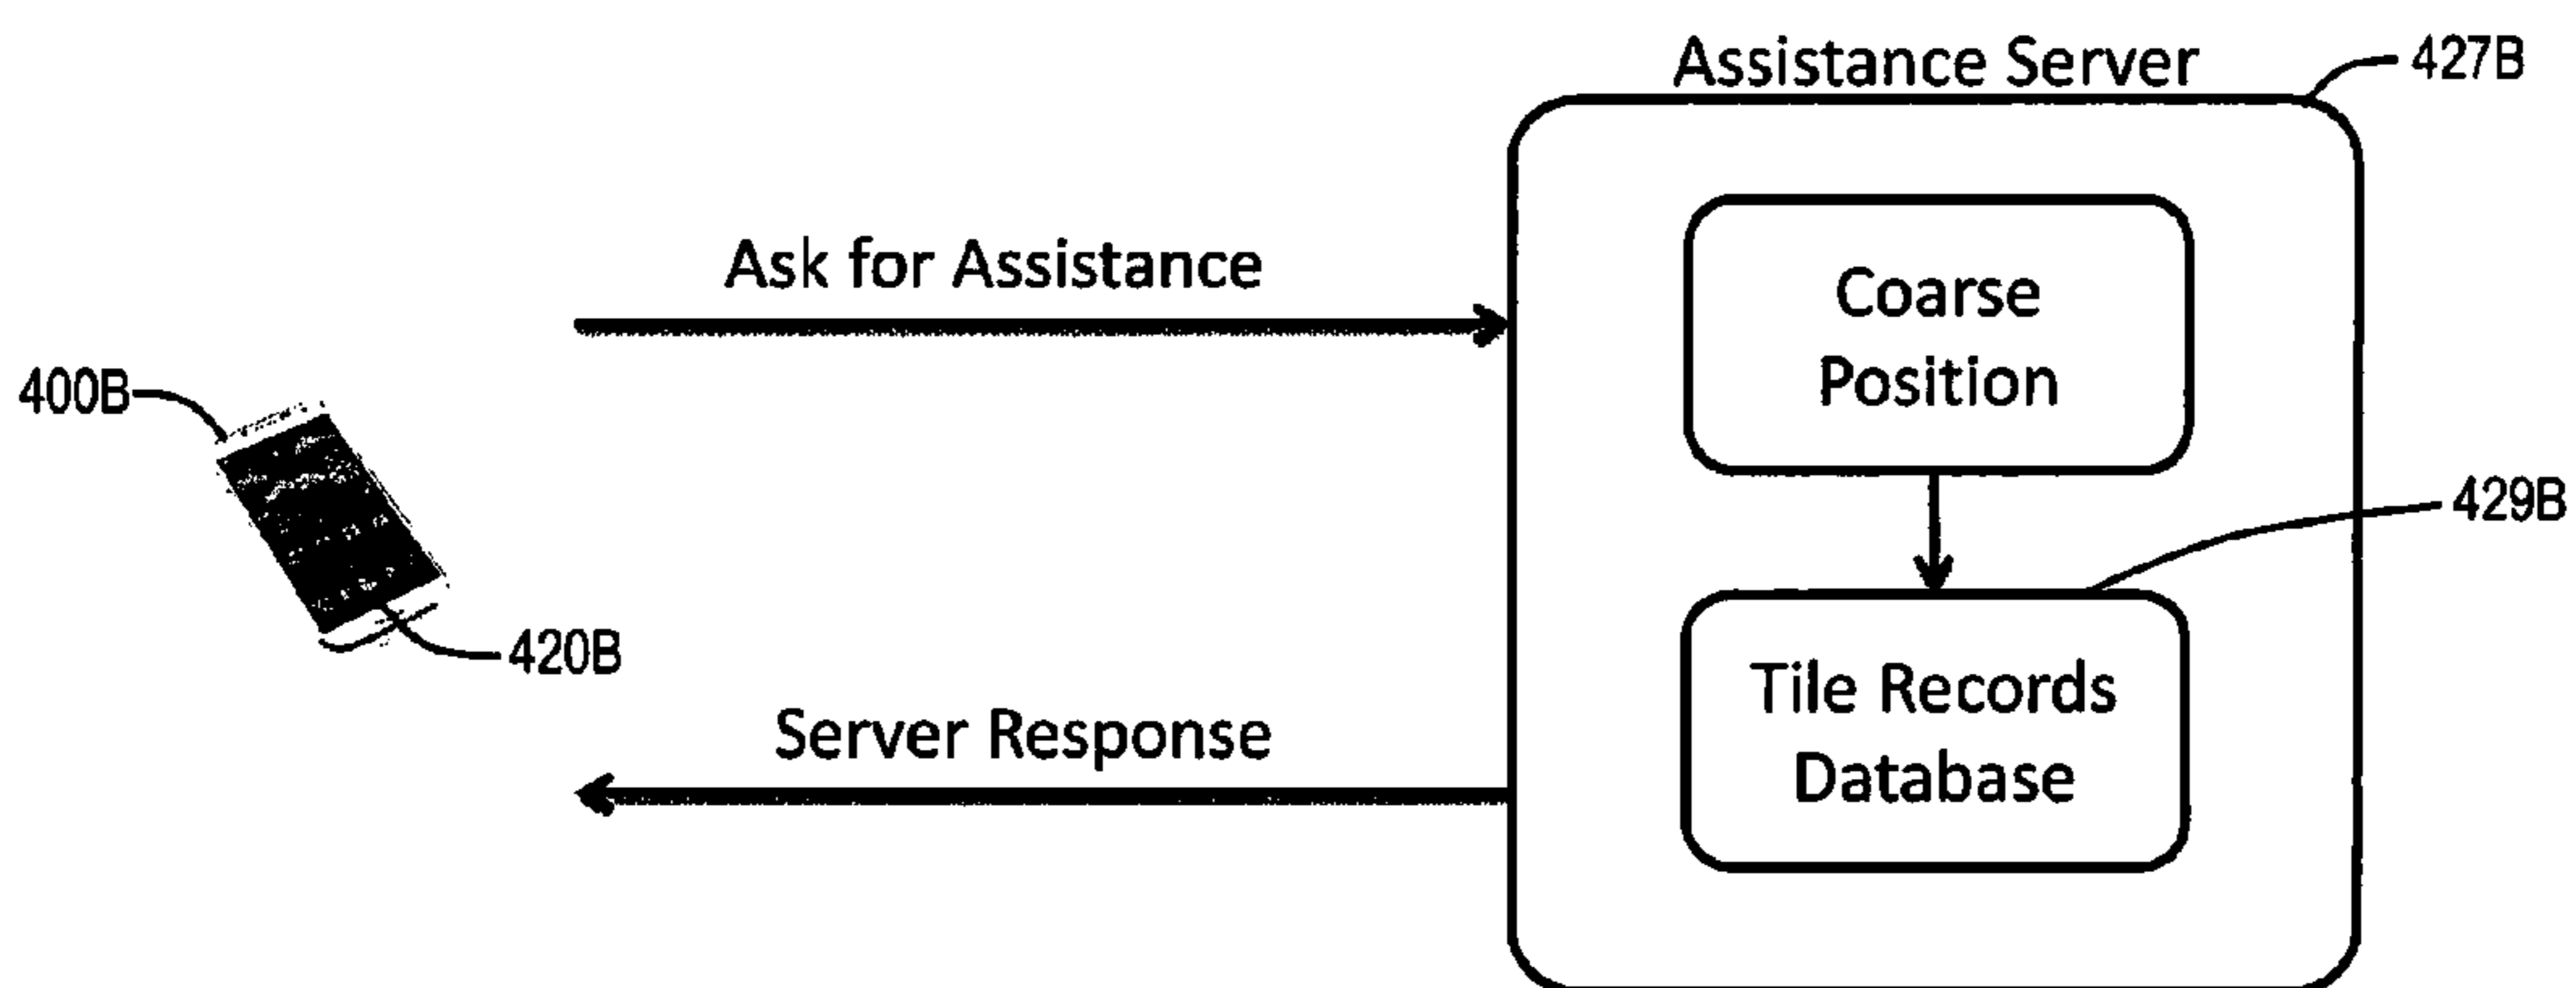 Assistance Server
427B
Ask for Assistance
Coarse
Position
400B
429B
420B
Tile Records
Database
Server Response